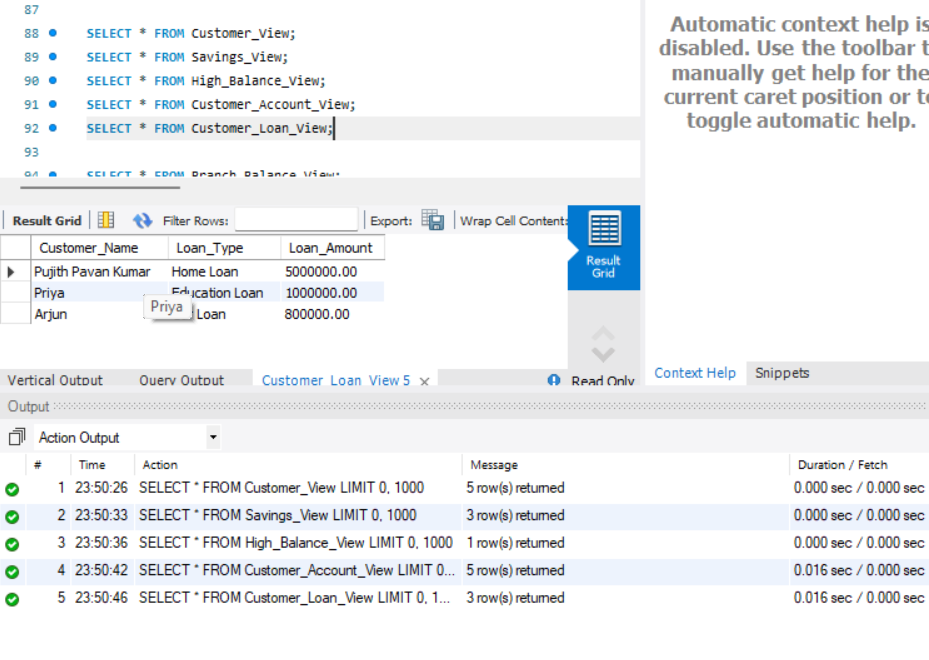 87
88 SELECT * FROM Customer_View;
89 SELECT * FROM Savings_View;
90 SELECT * FROM High_Balance_View;
91 SELECT * FROM Customer_Account_View;
92 SELECT * FROM Customer_Loan_View;
93
94 SELECT * FROM Branch_Balance_View;
Automatic context help is
disabled. Use the toolbar t
manually get help for the
current caret position or to
toggle automatic help.
Result Grid Filter Rows: Export: Wrap Cell Content:
Customer_Name Loan_Type Loan_Amount
Pujith Pavan Kumar Home Loan 5000000.00
Priya Education Loan 1000000.00
Arjun Loan 800000.00
Priya
Result
Grid
Vertical Output Query Output Customer_Loan_View 5 Read Only
Context Help Snippets
Output
Action Output
# Time Action Message Duration / Fetch
1 23:50:26 SELECT * FROM Customer_View LIMIT 0, 1000 5 row(s) returned 0.000 sec / 0.000 sec
2 23:50:33 SELECT * FROM Savings_View LIMIT 0, 1000 3 row(s) returned 0.000 sec / 0.000 sec
3 23:50:36 SELECT * FROM High_Balance_View LIMIT 0, 1000 1 row(s) returned 0.000 sec / 0.000 sec
4 23:50:42 SELECT * FROM Customer_Account_View LIMIT 0... 5 row(s) returned 0.016 sec / 0.000 sec
5 23:50:46 SELECT * FROM Customer_Loan_View LIMIT 0, 1... 3 row(s) returned 0.016 sec / 0.000 sec